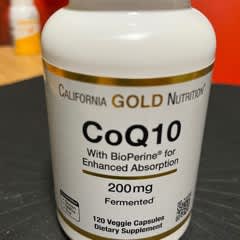 CALIFORNIA GOLD NUTRITION®
CoQ10
With BioPerine® for
Enhanced Absorption
200mg
Fermented
120 Veggie Capsules
Dietary Supplement